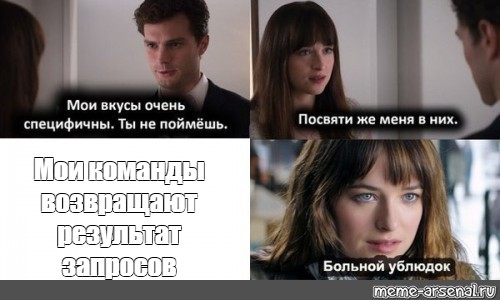 Мои вкусы очень
специфичны. Ты не поймёшь.
Посвяти же меня в них.
Мои команды
возвращают
результат
запросов
Больной ублюдок
meme-arsenal.ru